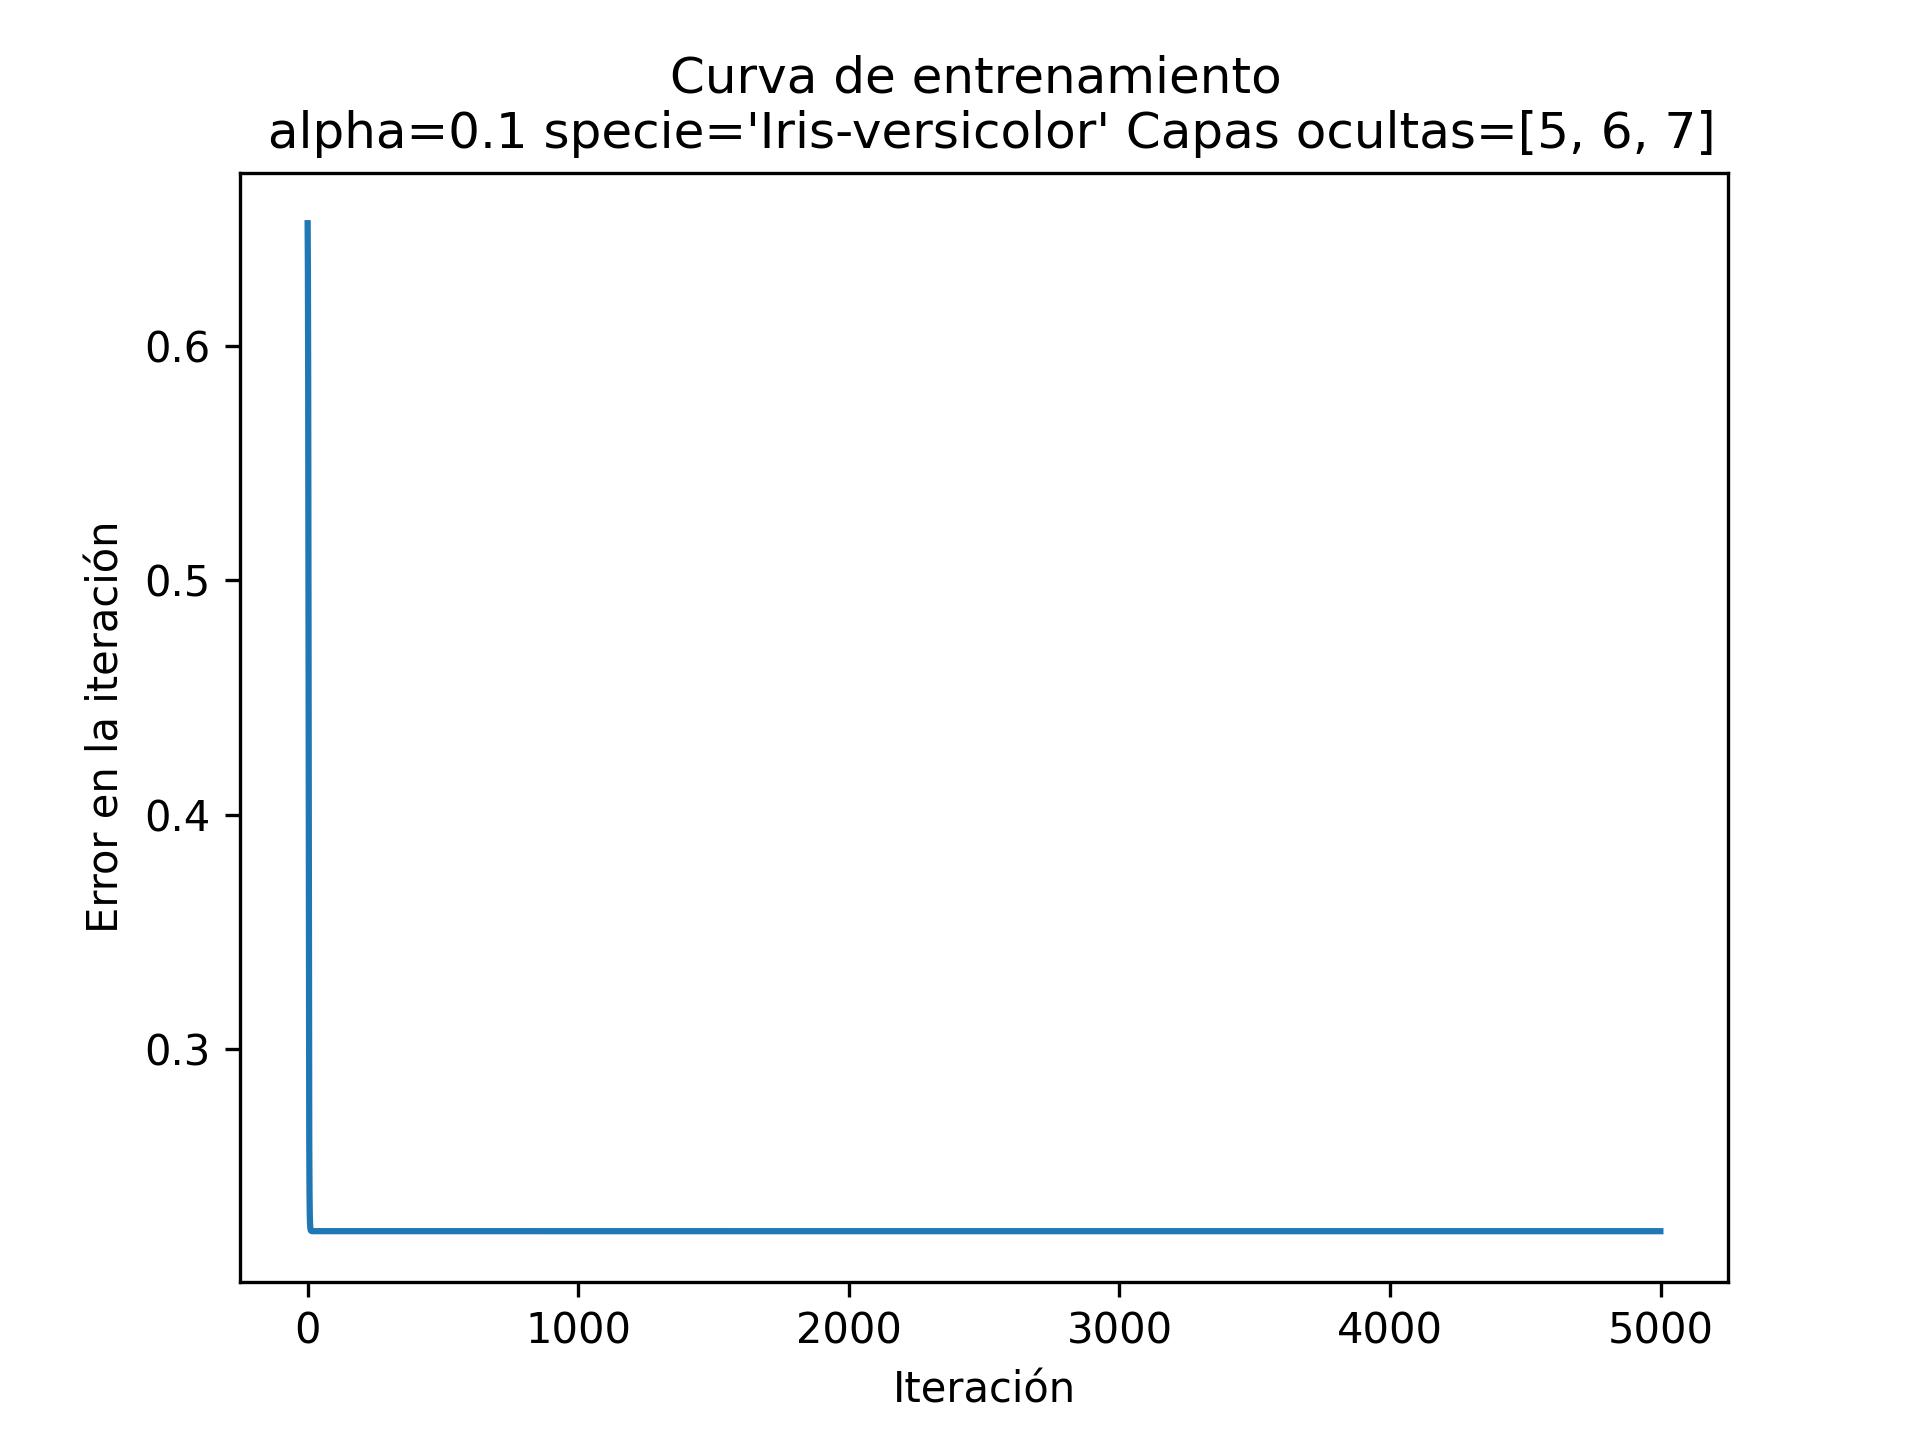 Curva de entrenamiento
alpha=0.1 specie='Iris-versicolor' Capas ocultas=[5, 6, 7]
Error en la iteración
0.6
0.5
0.4
0.3
0 1000 2000 3000 4000 5000
Iteración